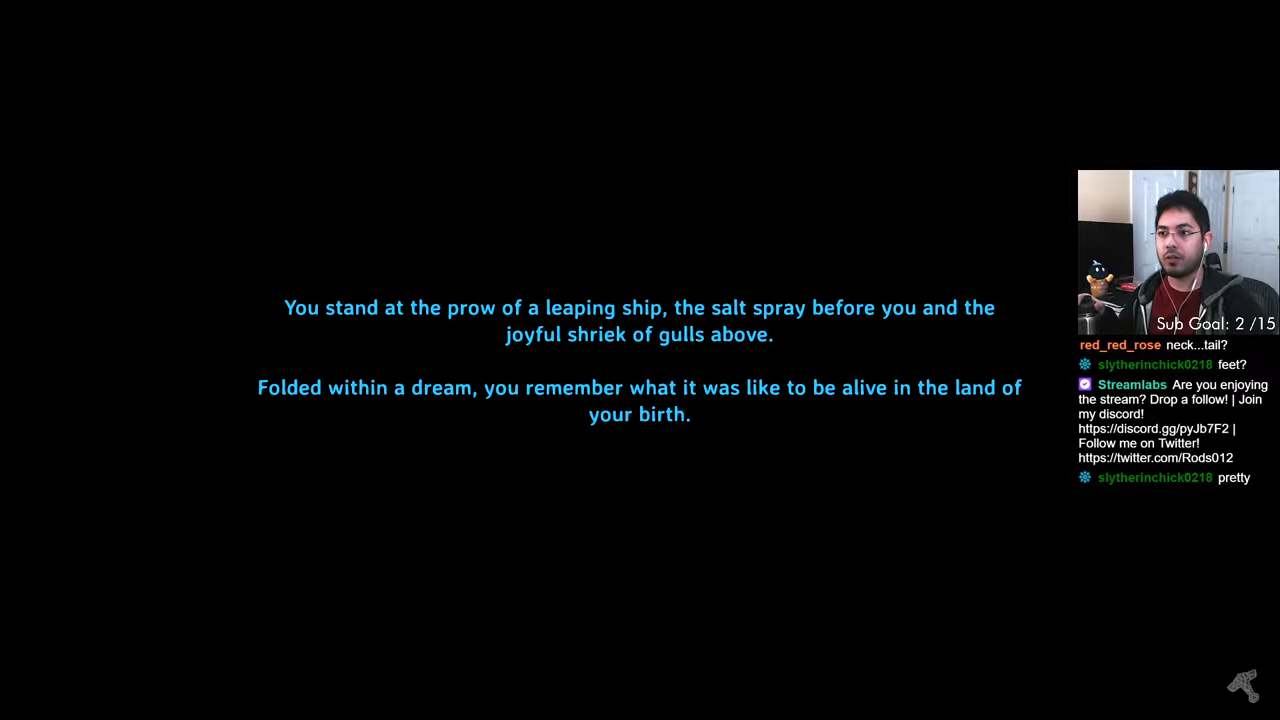 You stand at the prow of a leaping ship, the salt spray before you and the
joyful shriek of gulls above.
Folded within a dream, you remember what it was like to be alive in the land of
your birth.
Sub Goal: 2 /15
red_red_rose neck...tail?
slytherinchick0218 feet?
Streamlabs Are you enjoying
the stream? Drop a follow! | Join
my discord!
https://discord.gg/pyJb7F2 |
Follow me on Twitter!
https://twitter.com/Rods012
slytherinchick0218 pretty